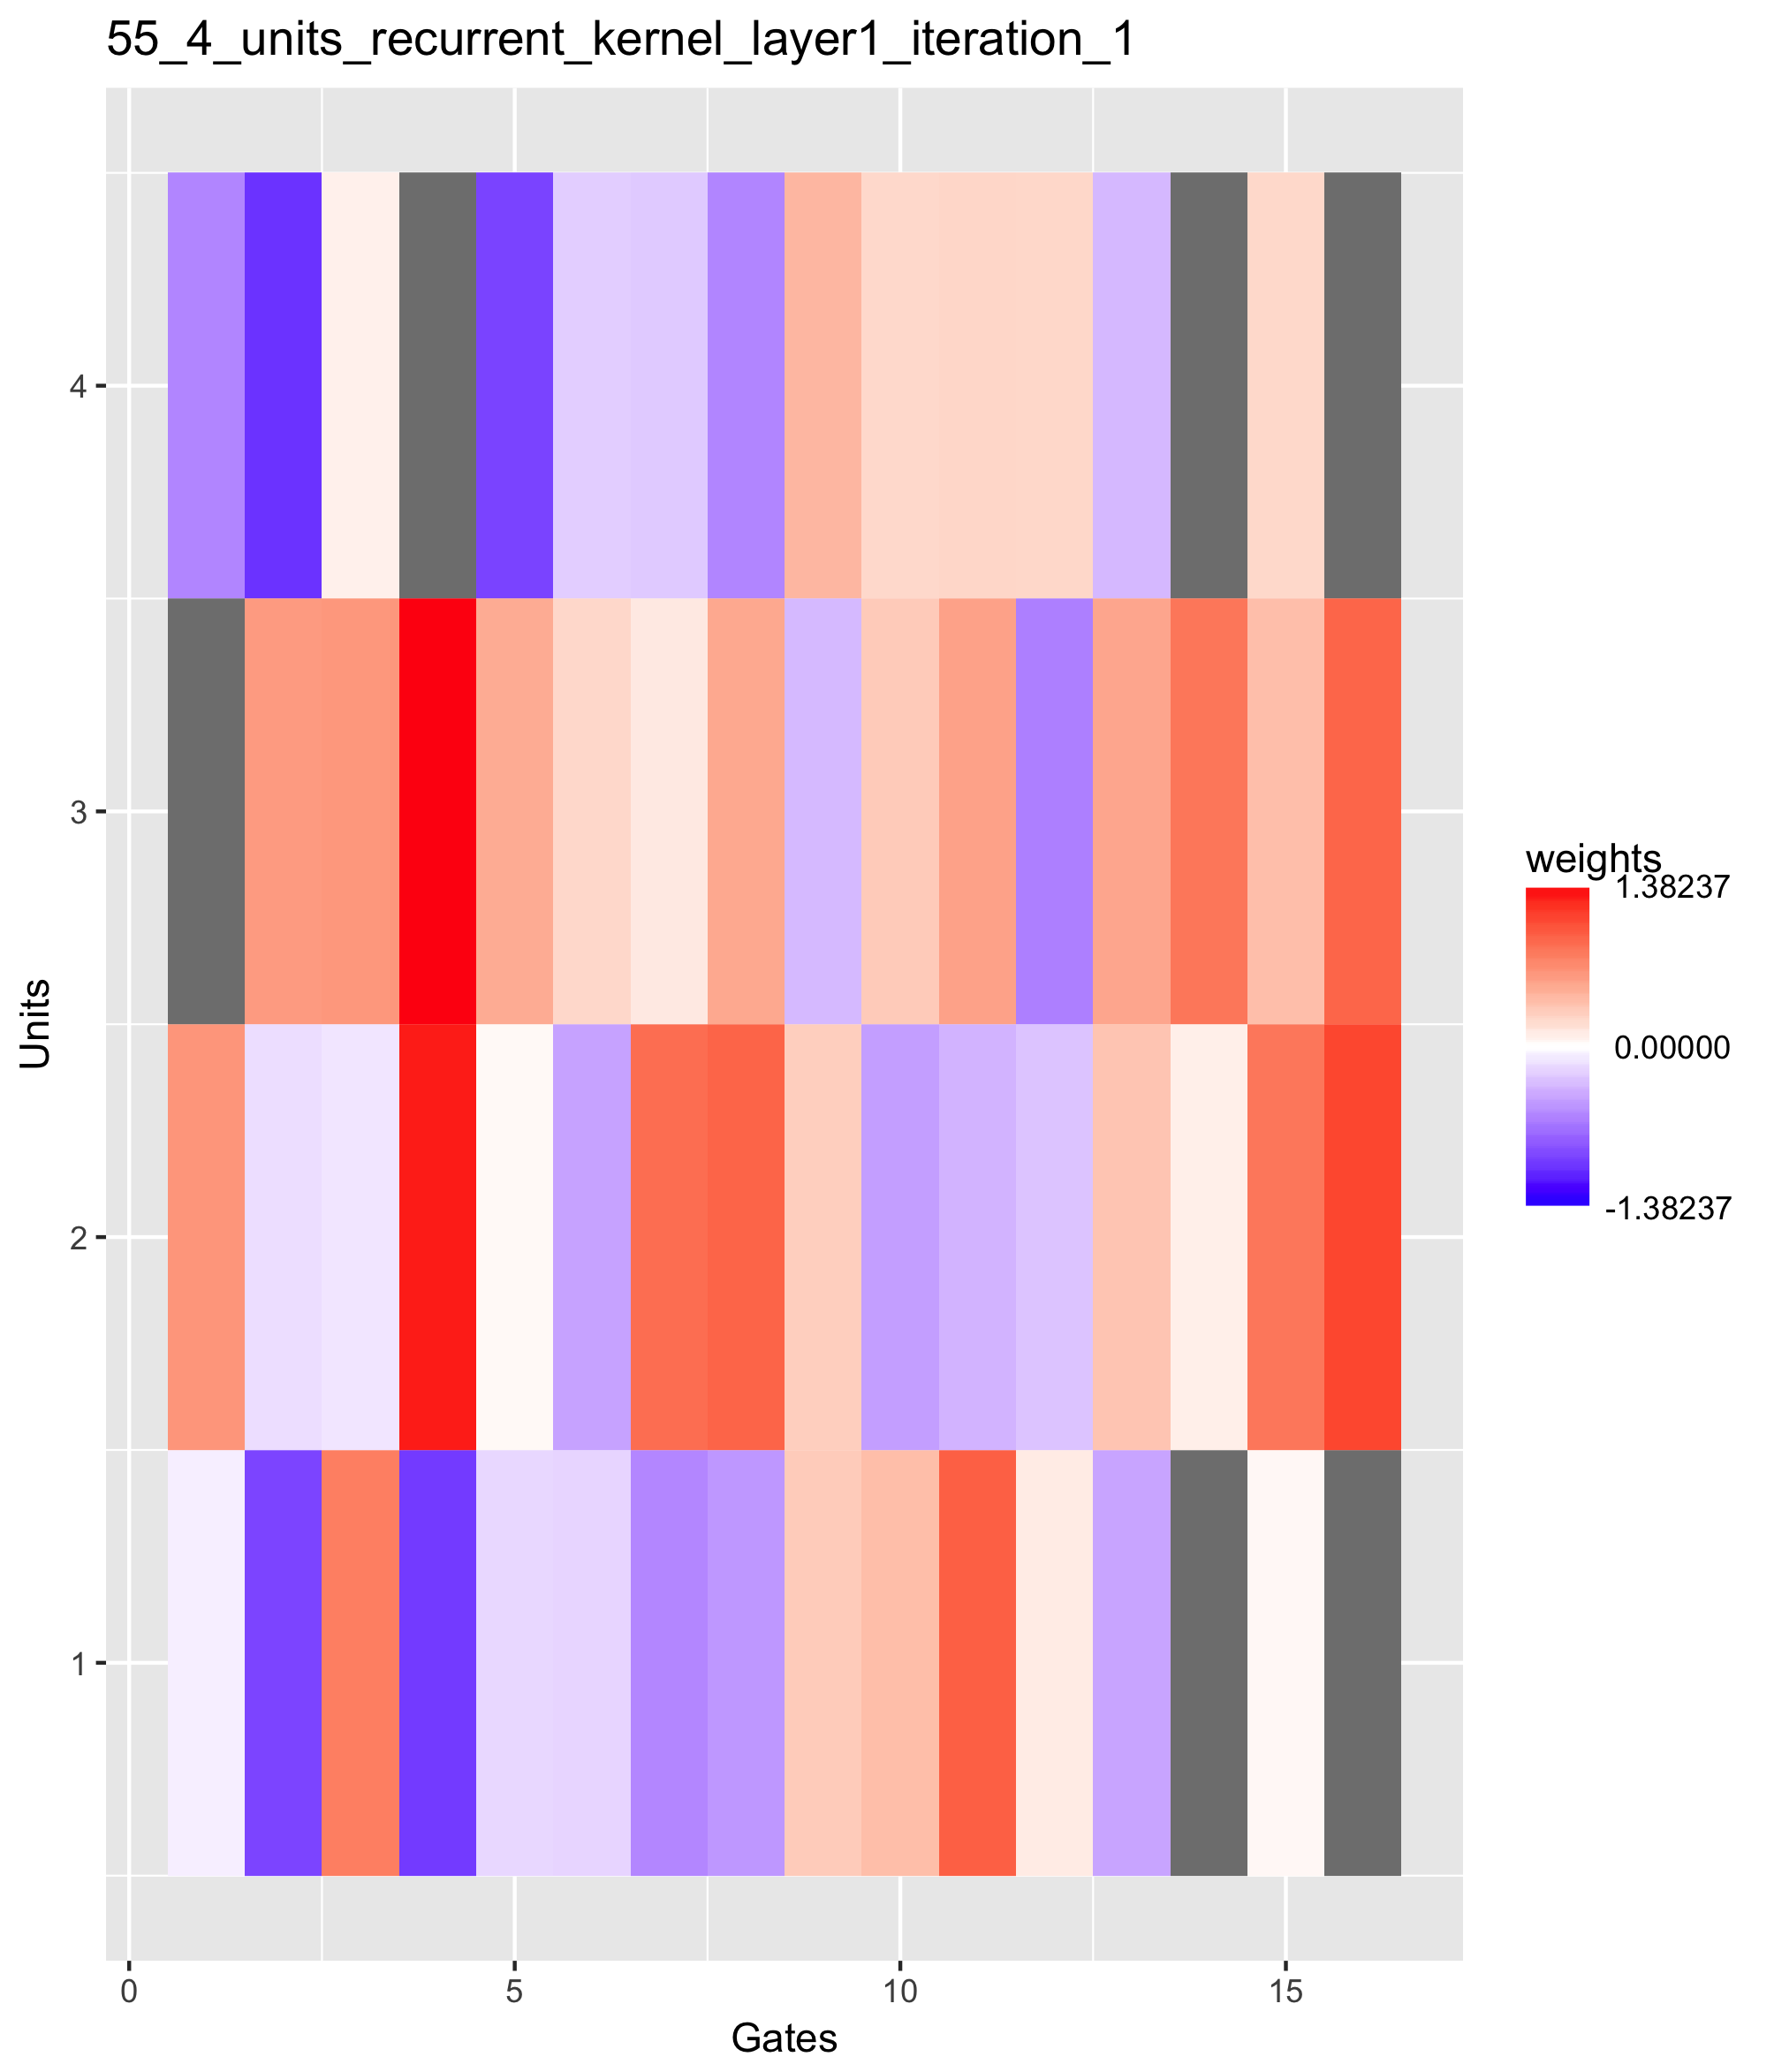 55_4_units_recurrent_kernel_layer1_iteration_1
4
3
2
1
Units
0 5 10 15
Gates
weights
1.38237
0.00000
-1.38237